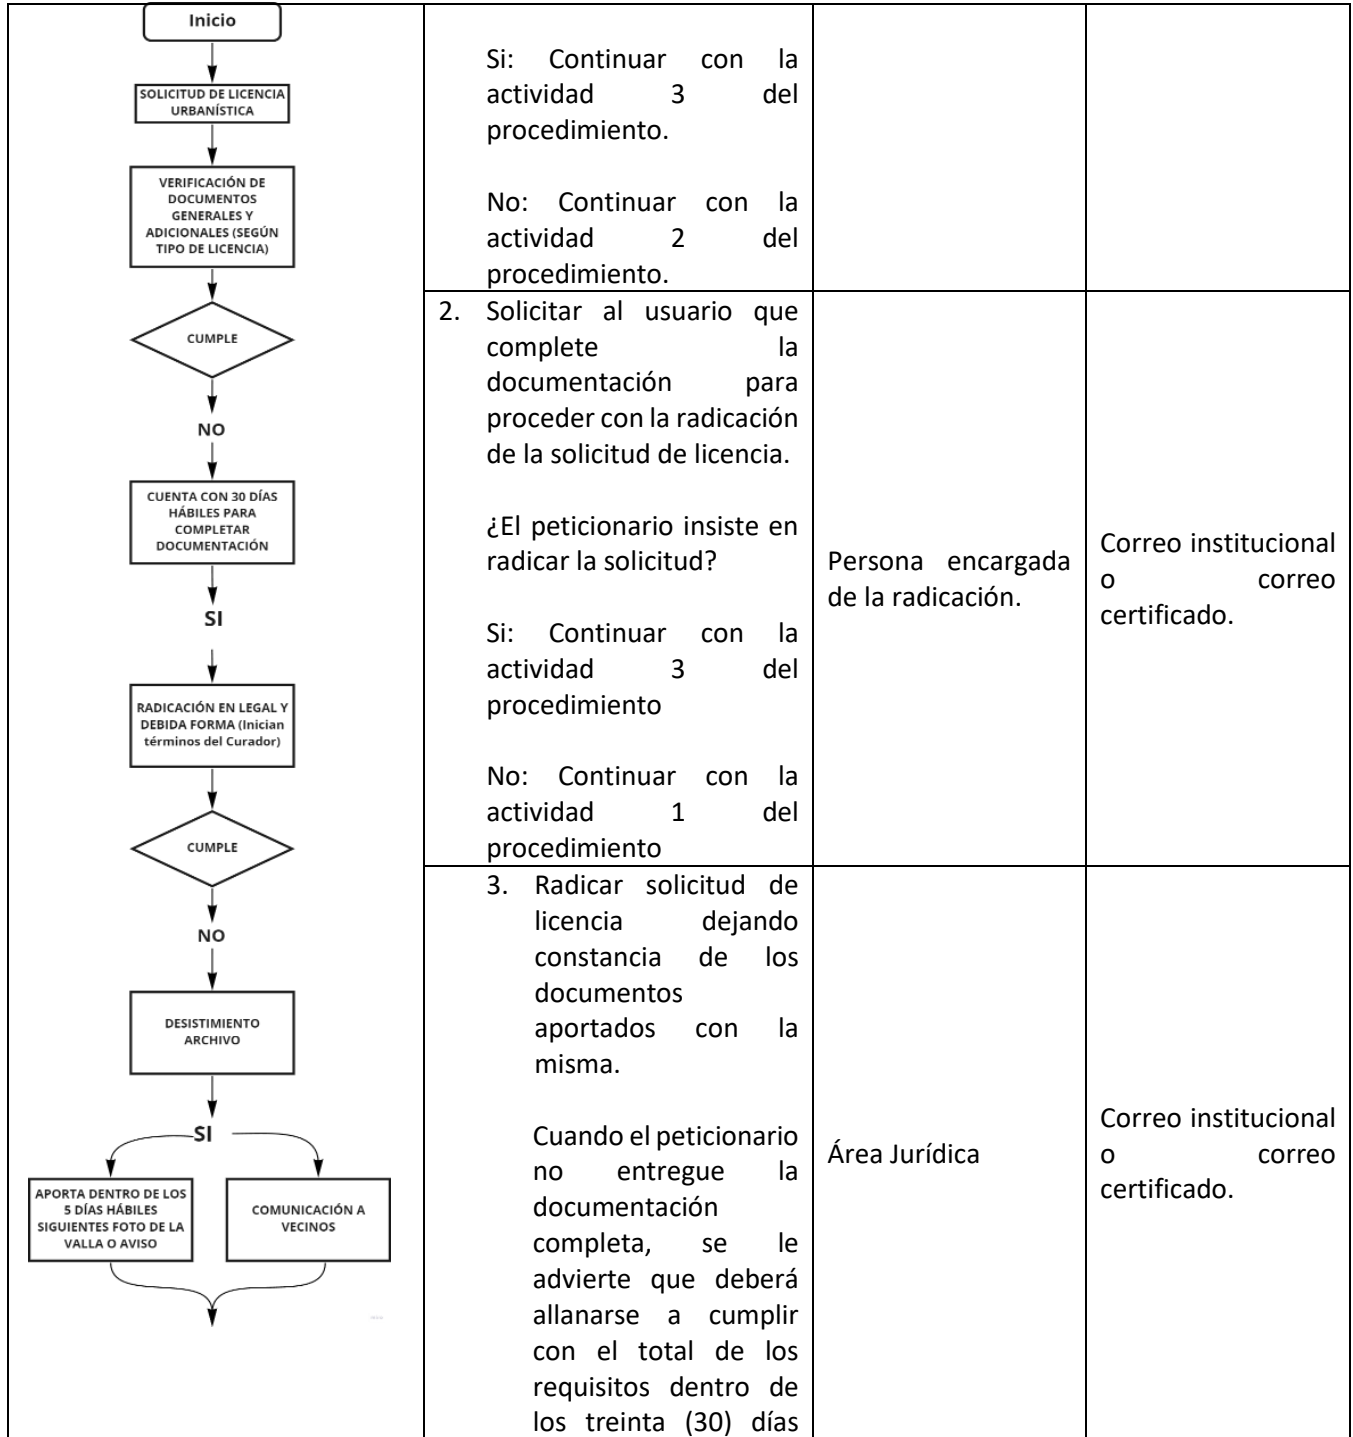 Inicio
SOLICITUD DE LICENCIA
URBANÍSTICA
VERIFICACIÓN DE
DOCUMENTOS
GENERALES Y
ADICIONALES (SEGÚN
TIPO DE LICENCIA)
CUMPLE
NO
CUENTA CON 30 DÍAS
HÁBILES PARA
COMPLETAR
DOCUMENTACIÓN
SI
RADICACIÓN EN LEGAL Y
DEBIDA FORMA (Inician
términos del Curador)
CUMPLE
NO
DESISTIMIENTO
ARCHIVO
SI
APORTA DENTRO DE LOS
5 DÍAS HÁBILES
SIGUIENTES FOTO DE LA
VALLA O AVISO
COMUNICACIÓN A
VECINOS
Si: Continuar con la
actividad 3 del
procedimiento.
No: Continuar con la
actividad 2 del
procedimiento.
2. Solicitar al usuario que
complete la
documentación para
proceder con la radicación
de la solicitud de licencia.
¿El peticionario insiste en
radicar la solicitud?
Si: Continuar con la
actividad 3 del
procedimiento
No: Continuar con la
actividad 1 del
procedimiento
Persona encargada
de la radicación.
Correo institucional
o correo
certificado.
3. Radicar solicitud de
licencia dejando
constancia de los
documentos
aportados con la
misma.
Cuando el peticionario
no entregue la
documentación
completa, se le
advierte que deberá
allanarse a cumplir
con el total de los
requisitos dentro de
los treinta (30) días
Área Jurídica
Correo institucional
o correo
certificado.